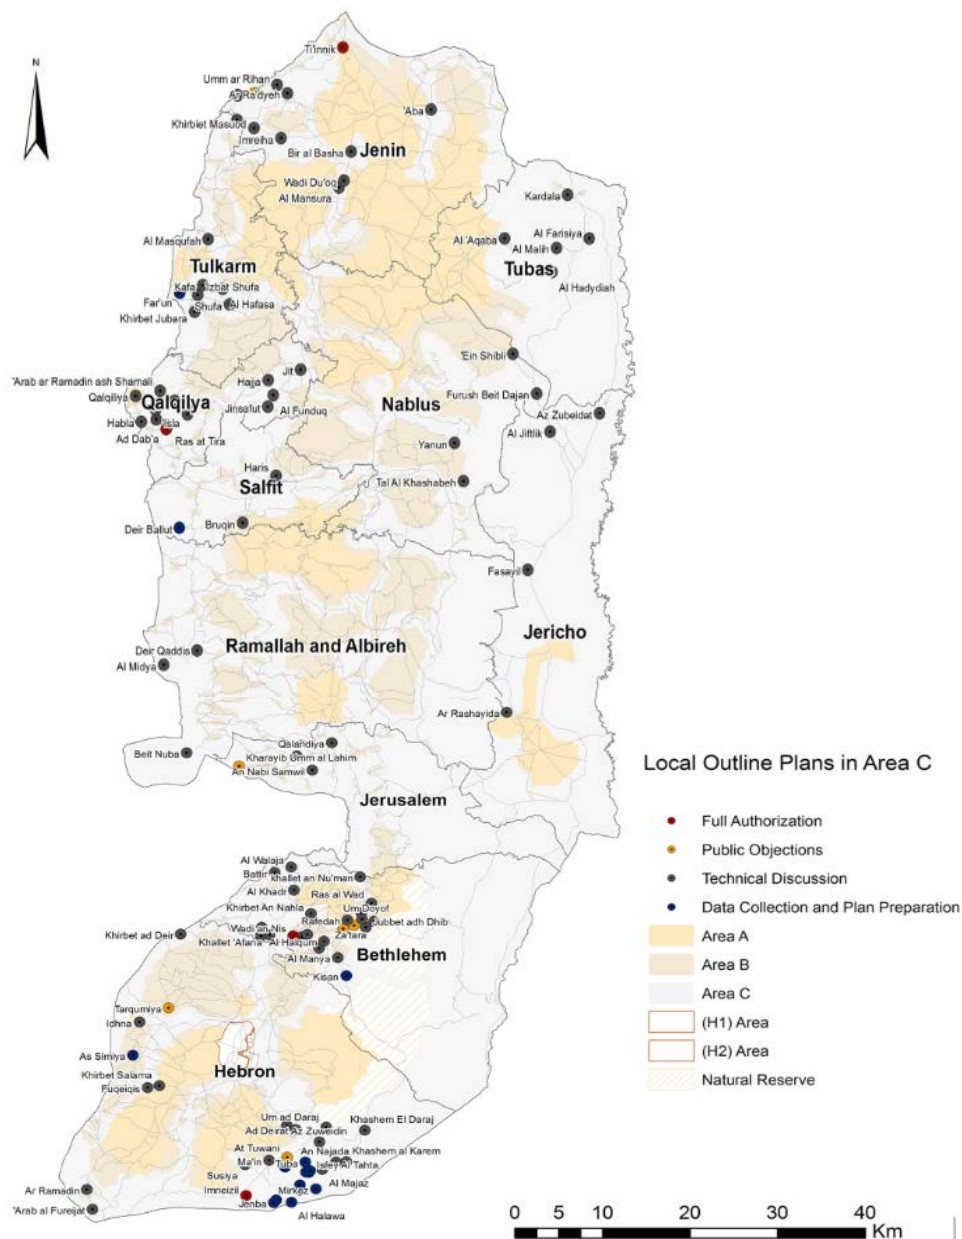 N
Ti'innik
Umm ar Rihan
Ar Ra'dyeh
'Aba
Khirbiet Masuod
Imreiha
Bir al Basha
Jenin
Wadi Du'oq
Al Mansura
Kardala
Al Masqufah
Al 'Aqaba
Al Farisiya
Al Malih
Tulkarm
Tubas
Al Hadydiah
Izbat Shufa
Far'un
Shufa
Al Hafasa
Khirbet Jubara
'Ein Shibli
Jit
'Arab ar Ramadin ash Shamali
Hajja
Qalqiliya
Qalqilya
Jinsafut
Al Funduq
Nablus
Furush Beit Dajan
Az Zubeidat
Habla
Ad Dab'a
Ras at Tira
Al Jiftlik
Yanun
Haris
Salfit
Tal Al Khashabeh
Deir Ballut
Bruqin
Fasayil
Jericho
Ramallah and Albireh
Deir Qaddis
Al Midya
Ar Rashayida
Beit Nuba
Qalandiya
Kharayib Umm al Lahim
An Nabi Samwil
Jerusalem
Local Outline Plans in Area C
Full Authorization
Public Objections
Technical Discussion
Data Collection and Plan Preparation
Area A
Area B
Area C
(H1) Area
(H2) Area
Natural Reserve
Al Walaja
Battir
khallet an Nu'man
Al Khadr
Ras al Wad
Khirbet An Nahla
Um Doyof
Rafedah
Dubbet adh Dhib
Khirbet ad Deir
Wadi an Nis
Za'tara
Khallet 'Afana
Al Halqum
Al Manya
Bethlehem
Kisan
Tarqumiya
Idhna
As Simiya
Hebron
Khirbet Salama
Fuqeiqis
Um ad Daraj
Khashem El Daraj
Ad Deirat
Az Zuweidin
At Tuwani
An Najada
Khashem al Karem
Ma'in
Tuba
Isfey Al Tahta
Susiya
Imneizil
Mirkez
Al Majaz
Ar Ramadin
Jenba
'Arab al Fureijat
Al Halawa
0 5 10 20 30 40
Km